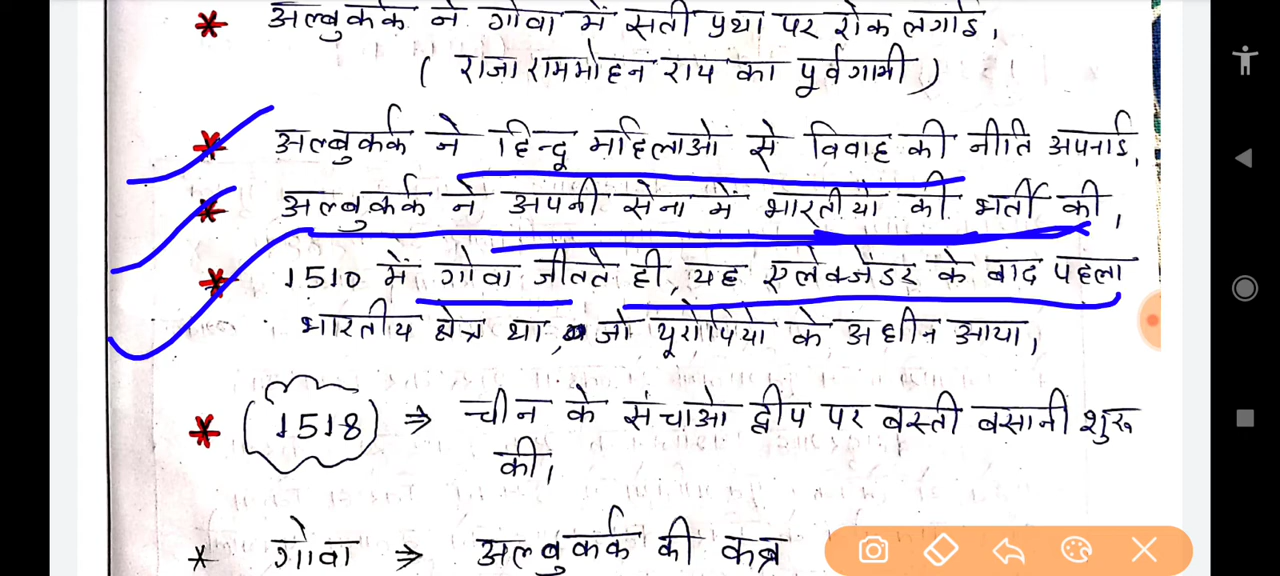 * अल्बुकर्क ने गोवा में सती प्रथा पर रोक लगाई,
( राजा राममोहन राय का पूर्वगामी )
* अल्बुकर्क ने हिन्दू महिलाओं से विवाह की नीति अपनाई,
* अल्बुकर्क ने अपनी सेना में भारतीयो की भर्ती की,
* 1510 में गोवा जीतते ही, यह एलेक्जेंडर के बाद पहला
भारतीय क्षेत्र था, जो यूरोपियो के अधीन आया,
* (1518) ⇒ चीन के संचाओ द्वीप पर बस्ती बसानी शुरू
की,
* गोवा ⇒ अल्बुकर्क की कब्र